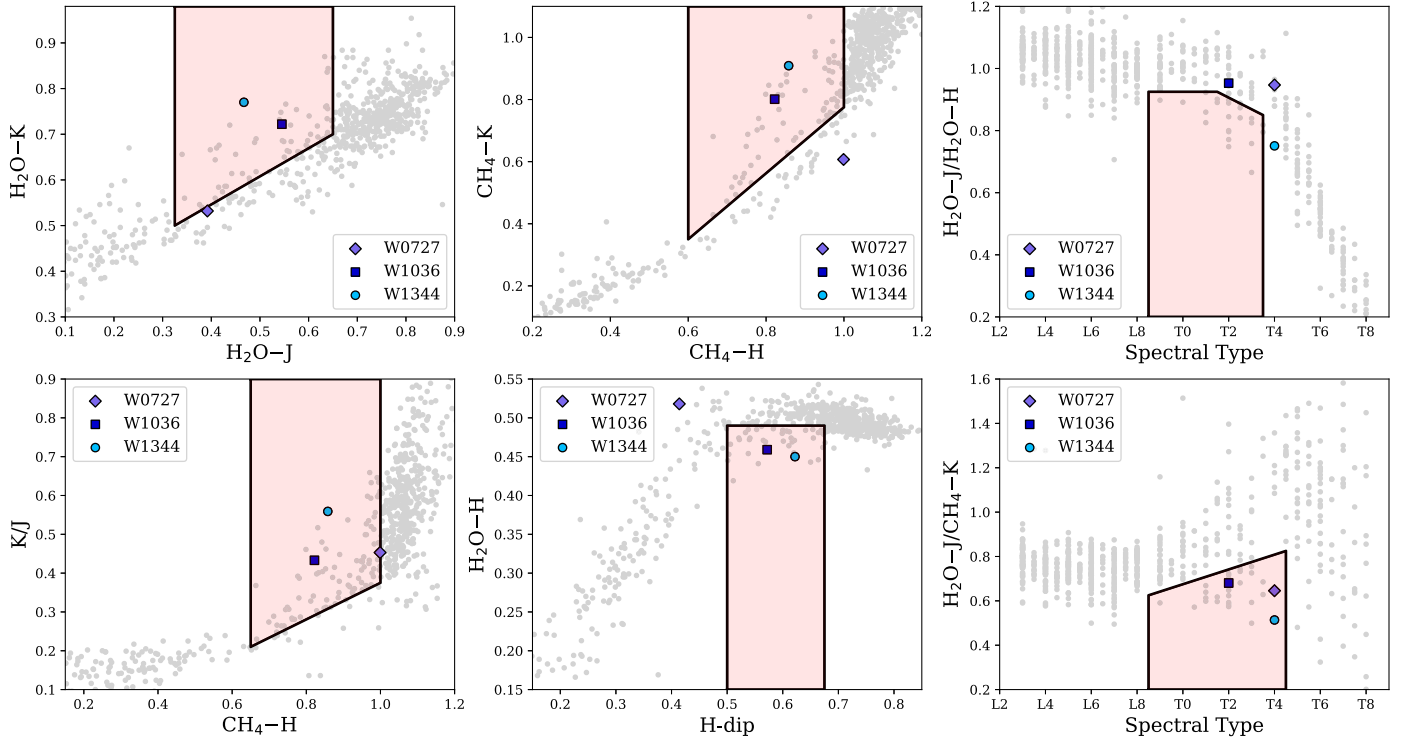 H₂O−K
0.9
0.8
0.7
0.6
0.5
0.4
0.3
0.1 0.2 0.3 0.4 0.5 0.6 0.7 0.8 0.9
H₂O−J
W0727
W1036
W1344
CH₄−K
1.0
0.8
0.6
0.4
0.2
0.2 0.4 0.6 0.8 1.0 1.2
CH₄−H
W0727
W1036
W1344
H₂O−J/H₂O−H
1.2
1.0
0.8
0.6
0.4
0.2
L2 L4 L6 L8 T0 T2 T4 T6 T8
Spectral Type
W0727
W1036
W1344
K/J
0.9
0.8
0.7
0.6
0.5
0.4
0.3
0.2
0.1
0.2 0.4 0.6 0.8 1.0 1.2
CH₄−H
W0727
W1036
W1344
H₂O−H
0.55
0.50
0.45
0.40
0.35
0.30
0.25
0.20
0.15
0.2 0.3 0.4 0.5 0.6 0.7 0.8
H-dip
W0727
W1036
W1344
H₂O−J/CH₄−K
1.6
1.4
1.2
1.0
0.8
0.6
0.4
0.2
L2 L4 L6 L8 T0 T2 T4 T6 T8
Spectral Type
W0727
W1036
W1344